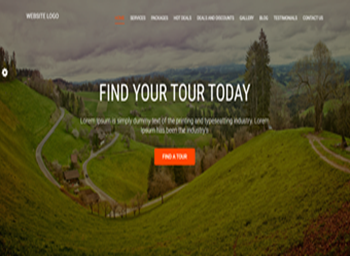 WEBSITE LOGO
HOME SERVICES PACKAGES HOT DEALS DEALS AND DISCOUNTS GALLERY BLOG TESTIMONIALS CONTACT US
FIND YOUR TOUR TODAY
Lorem Ipsum is simply dummy text of the printing and typesetting industry. Lorem
Ipsum has been the industry's
FIND A TOUR